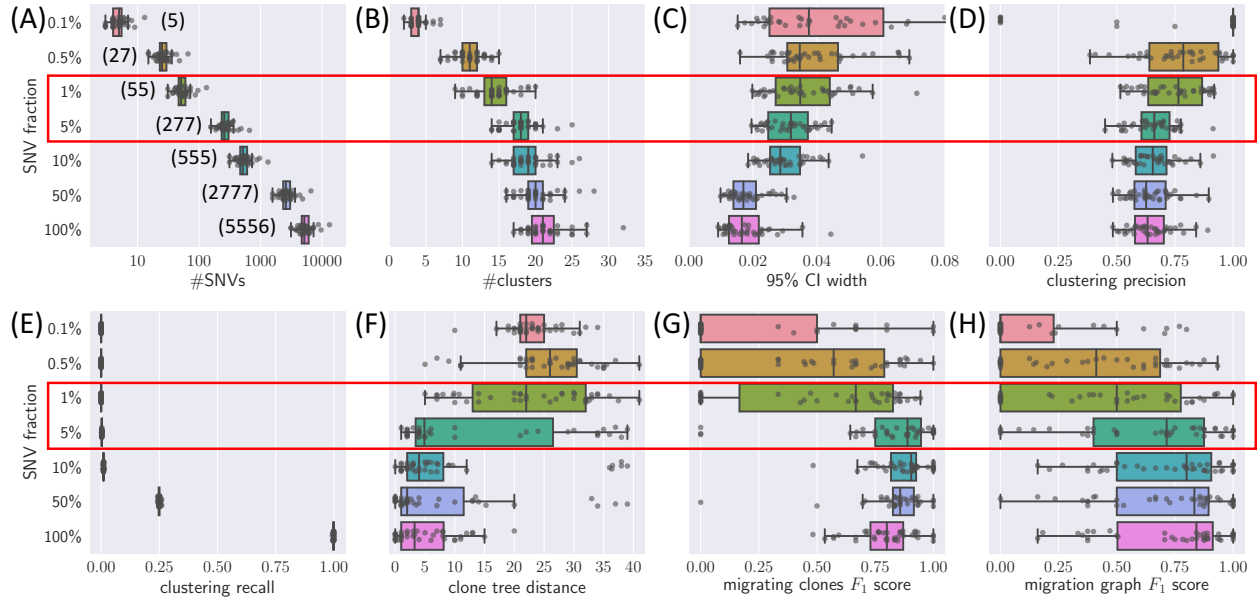 (A)
(B)
(C)
(D)
SNV fraction
0.1%
0.5%
1%
5%
10%
50%
100%
(5)
(27)
(55)
(277)
(555)
(2777)
(5556)
10 100 1000 10000
#SNVs
0 5 10 15 20 25 30 35
#clusters
0.00 0.02 0.04 0.06 0.08
95% CI width
0.00 0.25 0.50 0.75 1.00
clustering precision
(E)
(F)
(G)
(H)
SNV fraction
0.1%
0.5%
1%
5%
10%
50%
100%
0.00 0.25 0.50 0.75 1.00
clustering recall
0 10 20 30 40
clone tree distance
0.00 0.25 0.50 0.75 1.00
migrating clones F₁ score
0.00 0.25 0.50 0.75 1.00
migration graph F₁ score